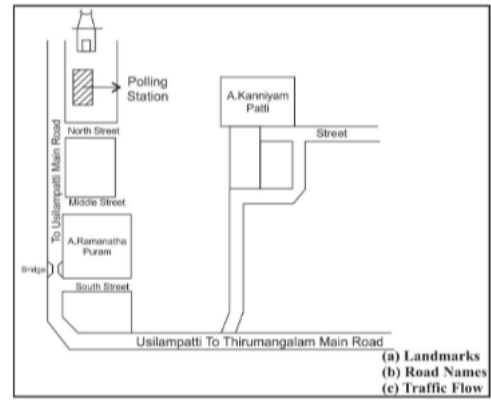 Polling
Station
A.Kanniyam
Patti
North Street
Street
To Usilampatti Main Road
Middle Street
A.Ramanatha
Puram
Bridge
South Street
Usilampatti To Thirumangalam Main Road
(a) Landmarks
(b) Road Names
(c) Traffic Flow